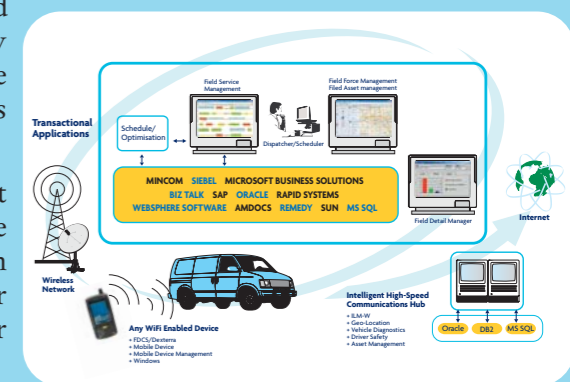 Transactional
Applications
Field Service
Management
Field Force Management
Filed Asset management
Schedule/
Optimisation
Dispatcher/Scheduler
MINCOM SIEBEL MICROSOFT BUSINESS SOLUTIONS
BIZ TALK SAP ORACLE RAPID SYSTEMS
WEBSPHERE SOFTWARE AMDOCS REMEDY SUN MS SQL
Field Detail Manager
Internet
Wireless
Network
Any WiFi Enabled Device
• FDCS/Dexterra
• Mobile Device
• Mobile Device Management
• Windows
Intelligent High-Speed
Communications Hub
• ILM-W
• Geo-Location
• Vehicle Diagnostics
• Driver Safety
• Asset Management
Oracle DB2 MS SQL